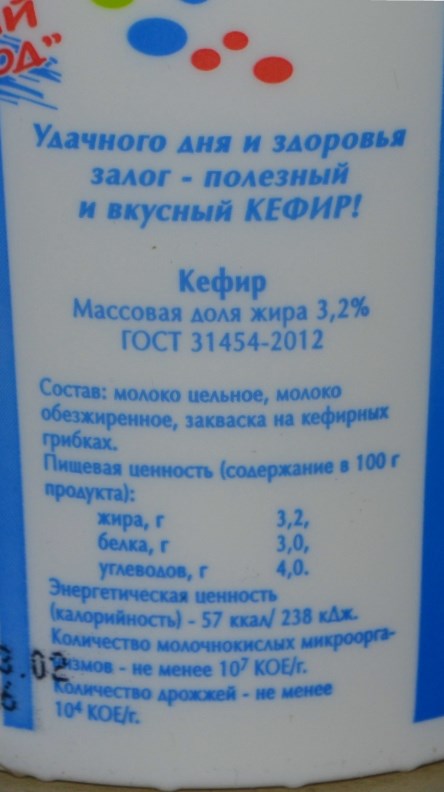 ОД"
Удачного дня и здоровья
залог - полезный
и вкусный КЕФИР!
Кефир
Массовая доля жира 3,2%
ГОСТ 31454-2012
Состав: молоко цельное, молоко
обезжиренное, закваска на кефирных
грибках.
Пищевая ценность (содержание в 100 г
продукта):
жира, г 3,2,
белка, г 3,0,
углеводов, г 4,0.
Энергетическая ценность
(калорийность) - 57 ккал/ 238 кДж.
Количество молочнокислых микроорга-
низмов - не менее 10⁷ КОЕ/г.
Количество дрожжей - не менее
10⁴ КОЕ/г.